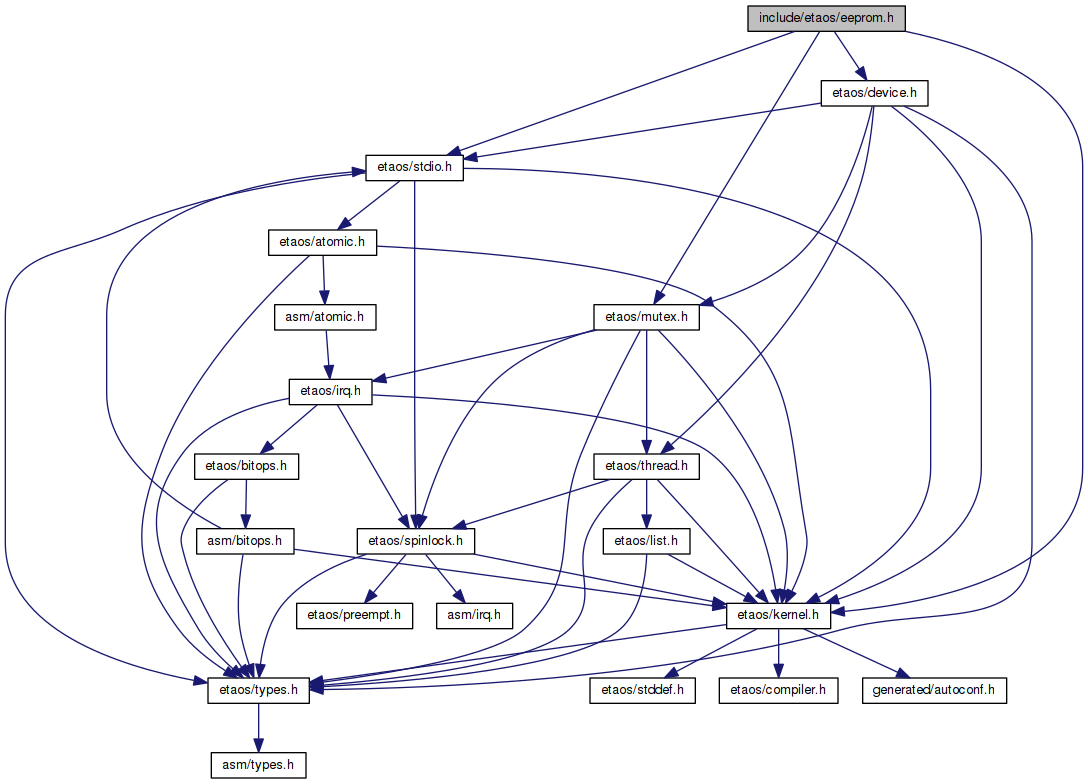 include/etaos/eeprom.h
etaos/device.h
etaos/stdio.h
etaos/atomic.h
asm/atomic.h
etaos/mutex.h
etaos/irq.h
etaos/bitops.h
etaos/thread.h
asm/bitops.h
etaos/spinlock.h
etaos/list.h
etaos/preempt.h
asm/irq.h
etaos/kernel.h
etaos/types.h
etaos/stddef.h
etaos/compiler.h
generated/autoconf.h
asm/types.h